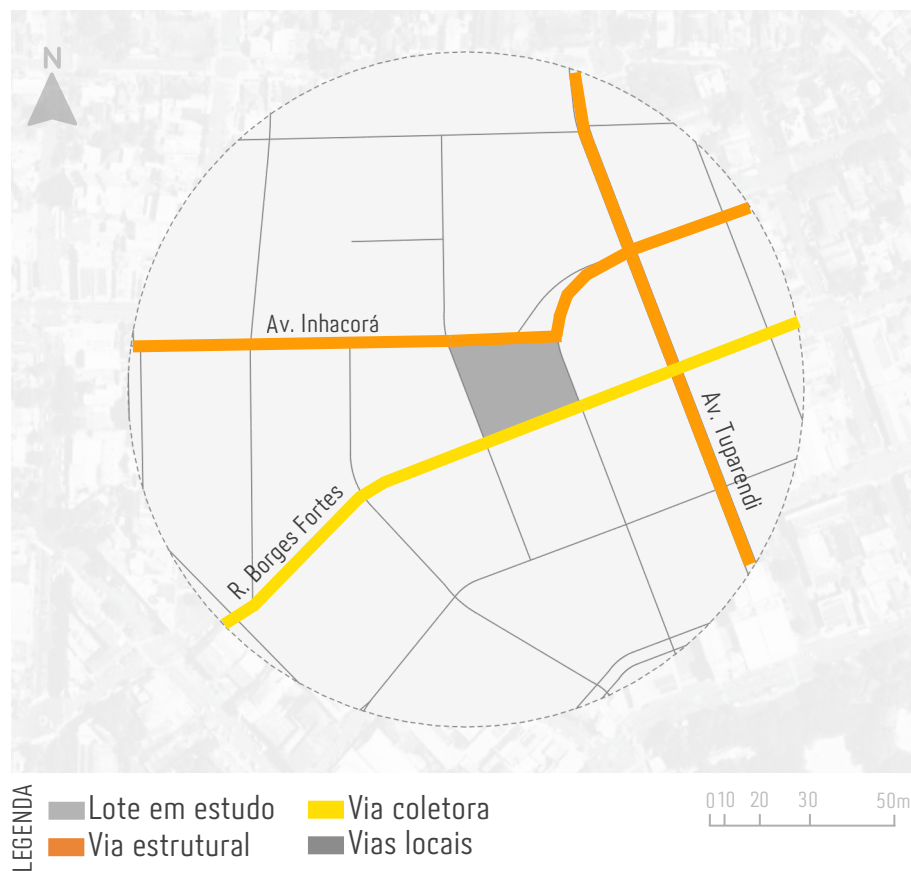 N
Av. Inhacorá
Av. Tuparendi
R. Borges Fortes
LEGENDA
Lote em estudo
Via coletora
Via estrutural
Vias locais
0 10 20 30 50m